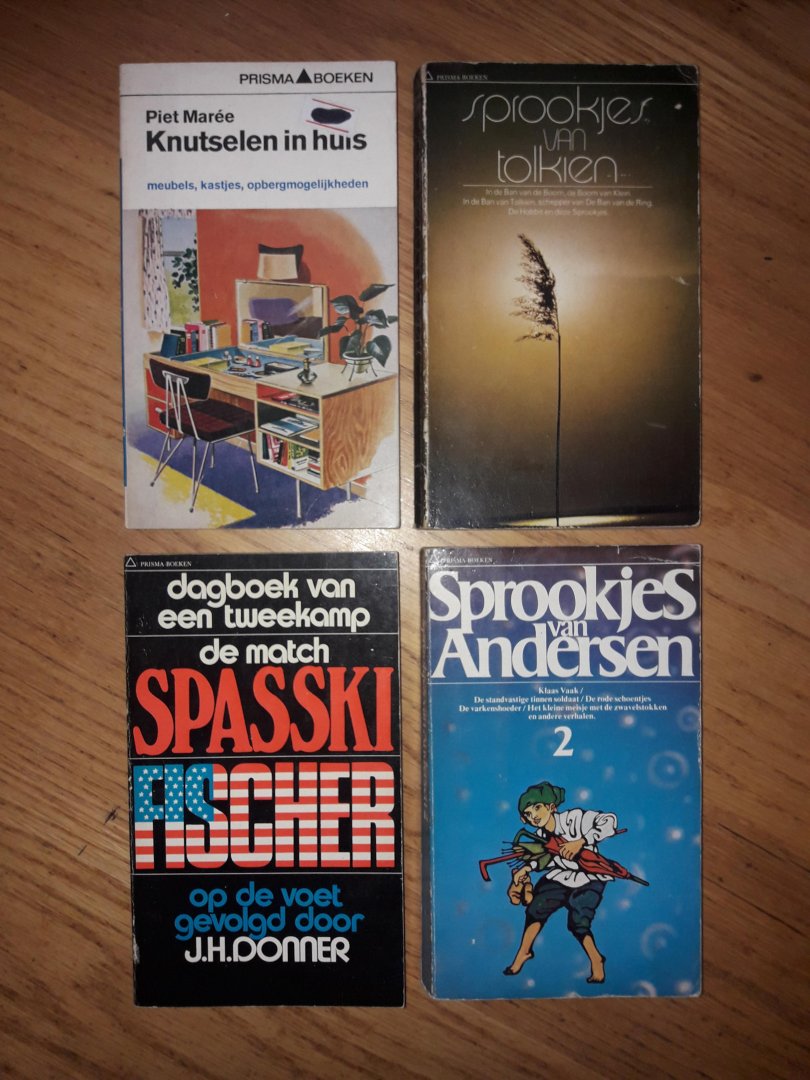 PRISMA BOEKEN
Piet Marée
Knutselen in huis
meubels, kastjes, opbergmogelijkheden
PRISMA-BOEKEN
sprookjes
van
tolkien
In de Ban van de Boom, de Boom van Klein.
In de Ban van Tolkien, schrijver van De Ban van de Ring,
De Hobbit en deze Sprookjes.
PRISMA-BOEKEN
dagboek van
een tweekamp
de match
SPASSKI
FISCHER
op de voet
gevolgd door
J.H.DONNER
PRISMA-BOEKEN
Sprookjes
van
Andersen
Klaas Vaak /
De standvastige tinnen soldaat / De rode schoentjes
De varkenshoeder / Het kleine meisje met de zwavelstokken
en andere verhalen.
2